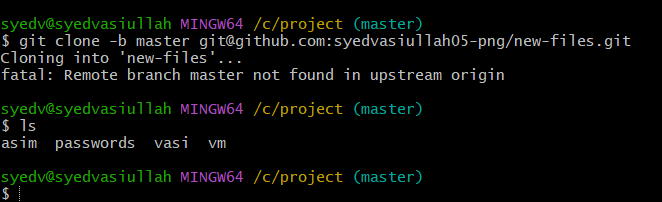 syedv@syedvasiullah MINGW64 /c/project (master)
$ git clone -b master git@github.com:syedvasiullah05-png/new-files.git
Cloning into 'new-files'...
fatal: Remote branch master not found in upstream origin
syedv@syedvasiullah MINGW64 /c/project (master)
$ ls
asim  passwords  vasi  vm
syedv@syedvasiullah MINGW64 /c/project (master)
$